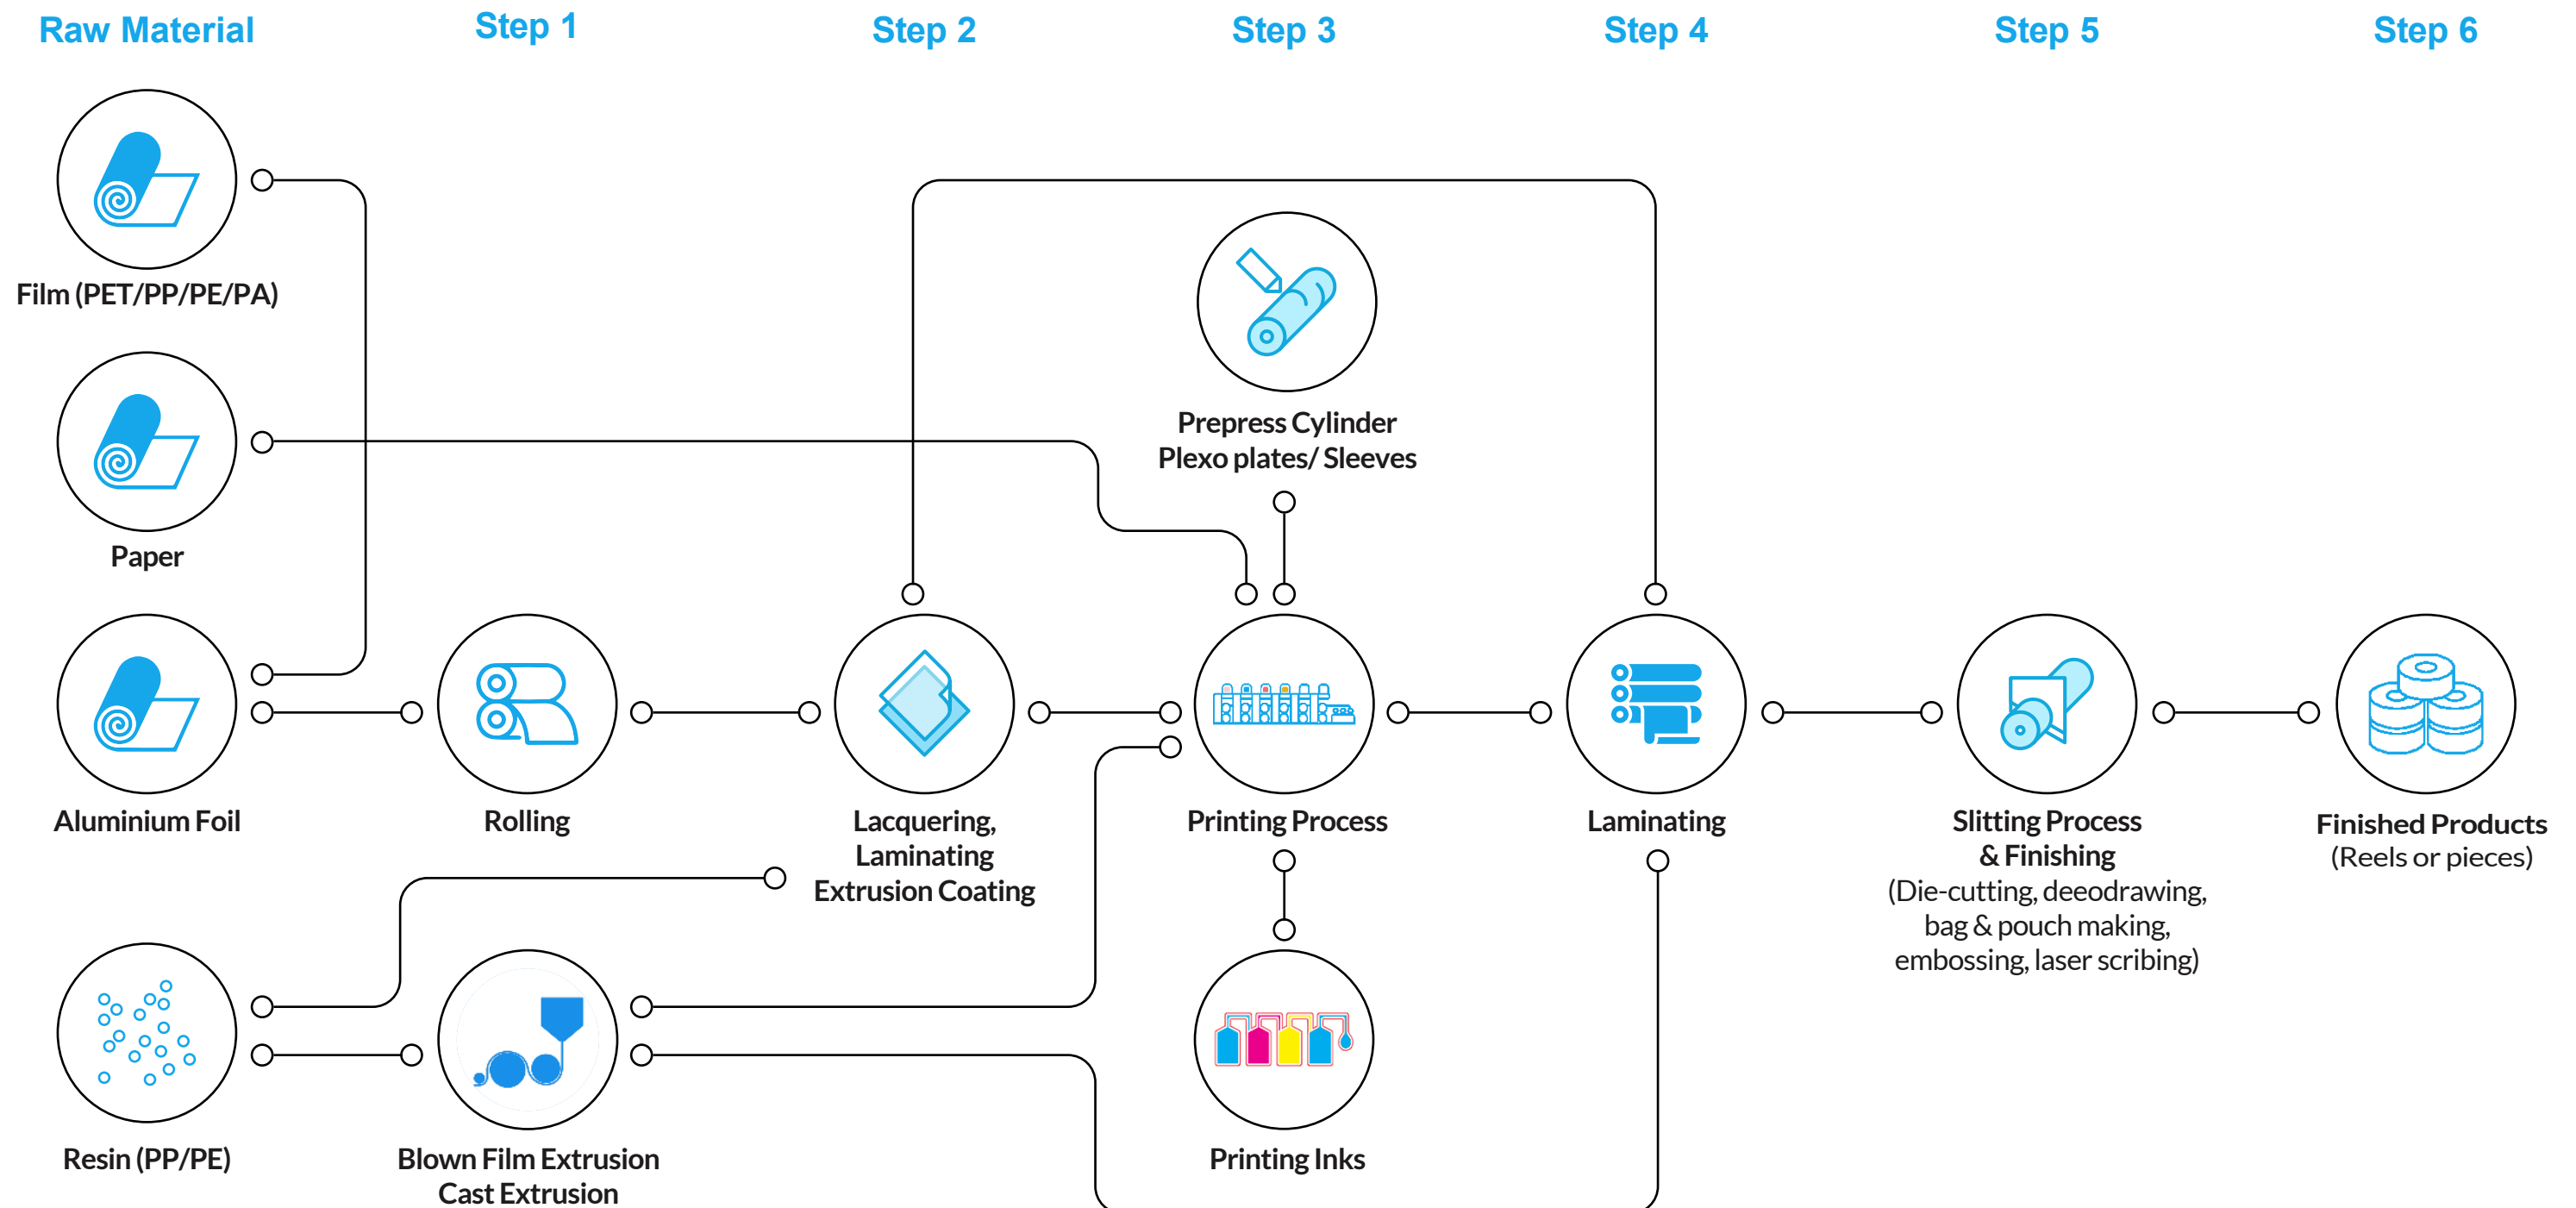 Raw Material
Step 1
Step 2
Step 3
Step 4
Step 5
Step 6
Film (PET/PP/PE/PA)
Prepress Cylinder
Plexo plates/ Sleeves
Paper
Aluminium Foil
Rolling
Lacquering,
Laminating
Extrusion Coating
Printing Process
Laminating
Slitting Process
& Finishing
(Die-cutting, deeodrawing,
bag & pouch making,
embossing, laser scribing)
Finished Products
(Reels or pieces)
Resin (PP/PE)
Blown Film Extrusion
Cast Extrusion
Printing Inks